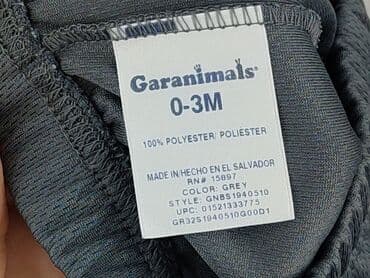 Garanimals®
0-3M
100% POLYESTER/ POLIÉSTER
MADE IN/HECHO EN EL SALVADOR
RN# 15897
COLOR: GREY
STYLE: GNBS1940510
UPC: 01521333775
GR32S1940510G00D1